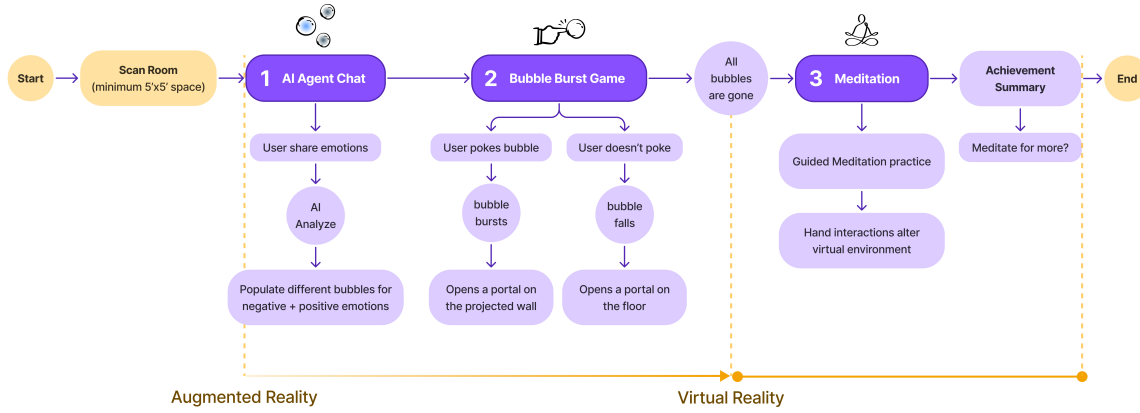 Start
Scan Room
(minimum 5'x5' space)
1 AI Agent Chat
2 Bubble Burst Game
All
bubbles
are gone
3 Meditation
Achievement
Summary
End
User share emotions
User pokes bubble
User doesn't poke
Guided Meditation practice
Meditate for more?
AI
Analyze
bubble
bursts
bubble
falls
Hand interactions alter
virtual environment
Populate different bubbles for
negative + positive emotions
Opens a portal on
the projected wall
Opens a portal on
the floor
Augmented Reality
Virtual Reality